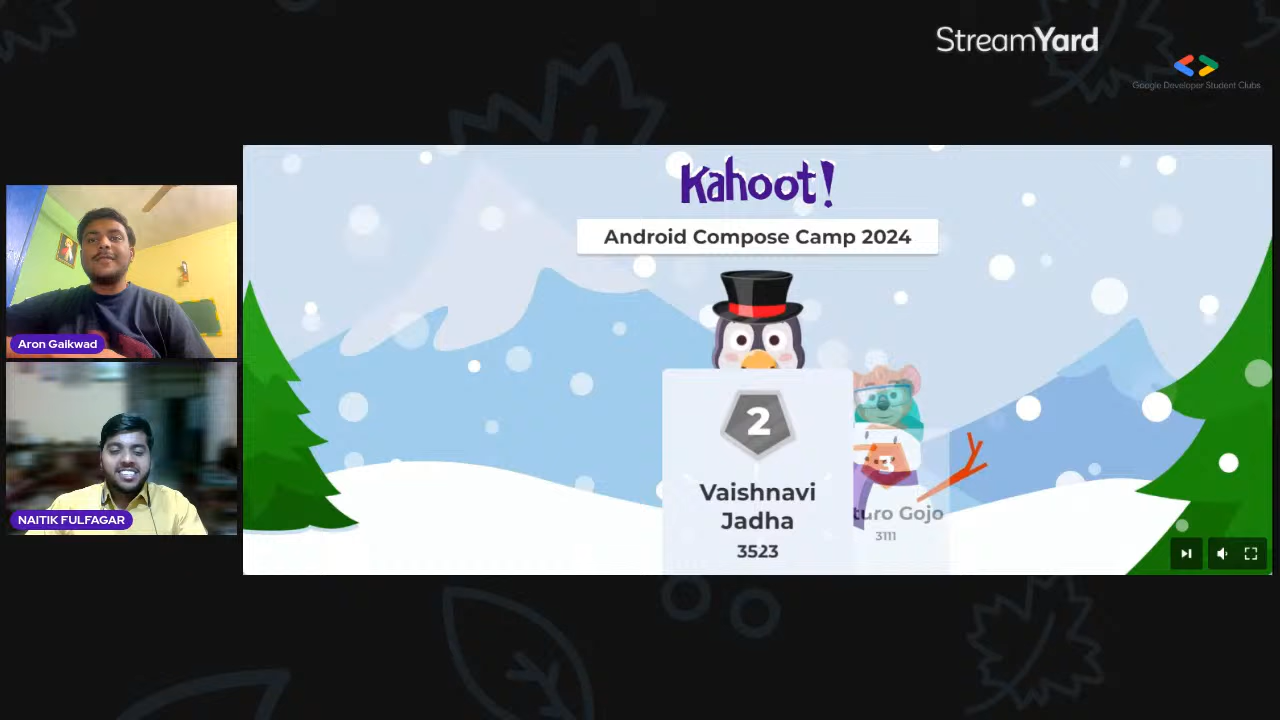 StreamYard
Google Developer Student Clubs
Kahoot!
Android Compose Camp 2024
Aron Gaikwad
NAITIK FULFAGAR
2
Vaishnavi
Jadha
3523
3
Gojo
3111